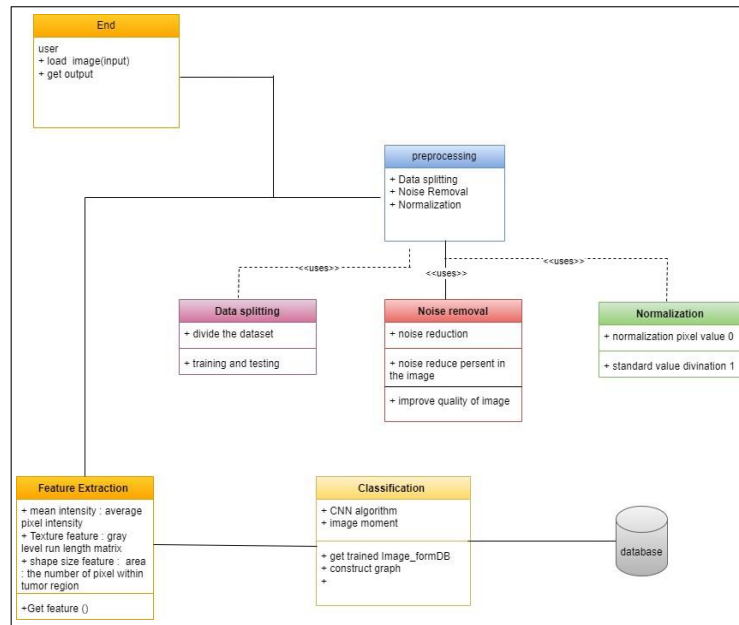 End
user
+ load image(input)
+ get output
preprocessing
+ Data splitting
+ Noise Removal
+ Normalization
<<uses>>
<<uses>>
<<uses>>
Data splitting
+ divide the dataset
+ training and testing
Noise removal
+ noise reduction
+ noise reduce persent in
the image
+ improve quality of image
Normalization
+ normalization pixel value 0
+ standard value divination 1
Feature Extraction
+ mean intensity : average
pixel intensity
+ Texture feature : gray
level run length matrix
+ shape size feature : area
: the number of pixel within
tumor region
+Get feature ()
Classification
+ CNN algorithm
+ image moment
+ get trained Image_formDB
+ construct graph
+
database